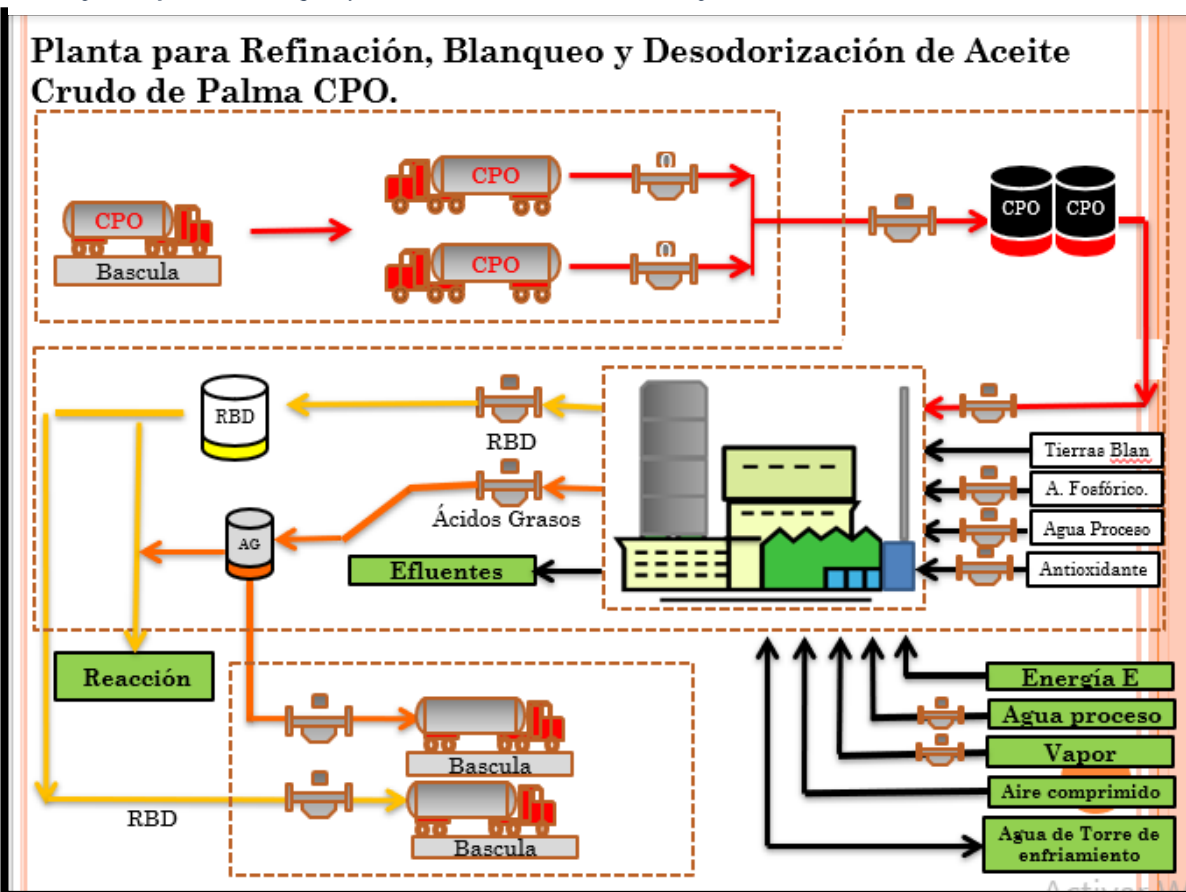 Planta para Refinación, Blanqueo y Desodorización de Aceite
Crudo de Palma CPO.
CPO
Bascula
CPO
CPO
CPO
CPO
RBD
RBD
Ácidos Grasos
AG
Efluentes
Tierras Blan
A. Fosfórico.
Agua Proceso
Antioxidante
Reacción
Bascula
RBD
Bascula
Energía E
Agua proceso
Vapor
Aire comprimido
Agua de Torre de
enfriamiento